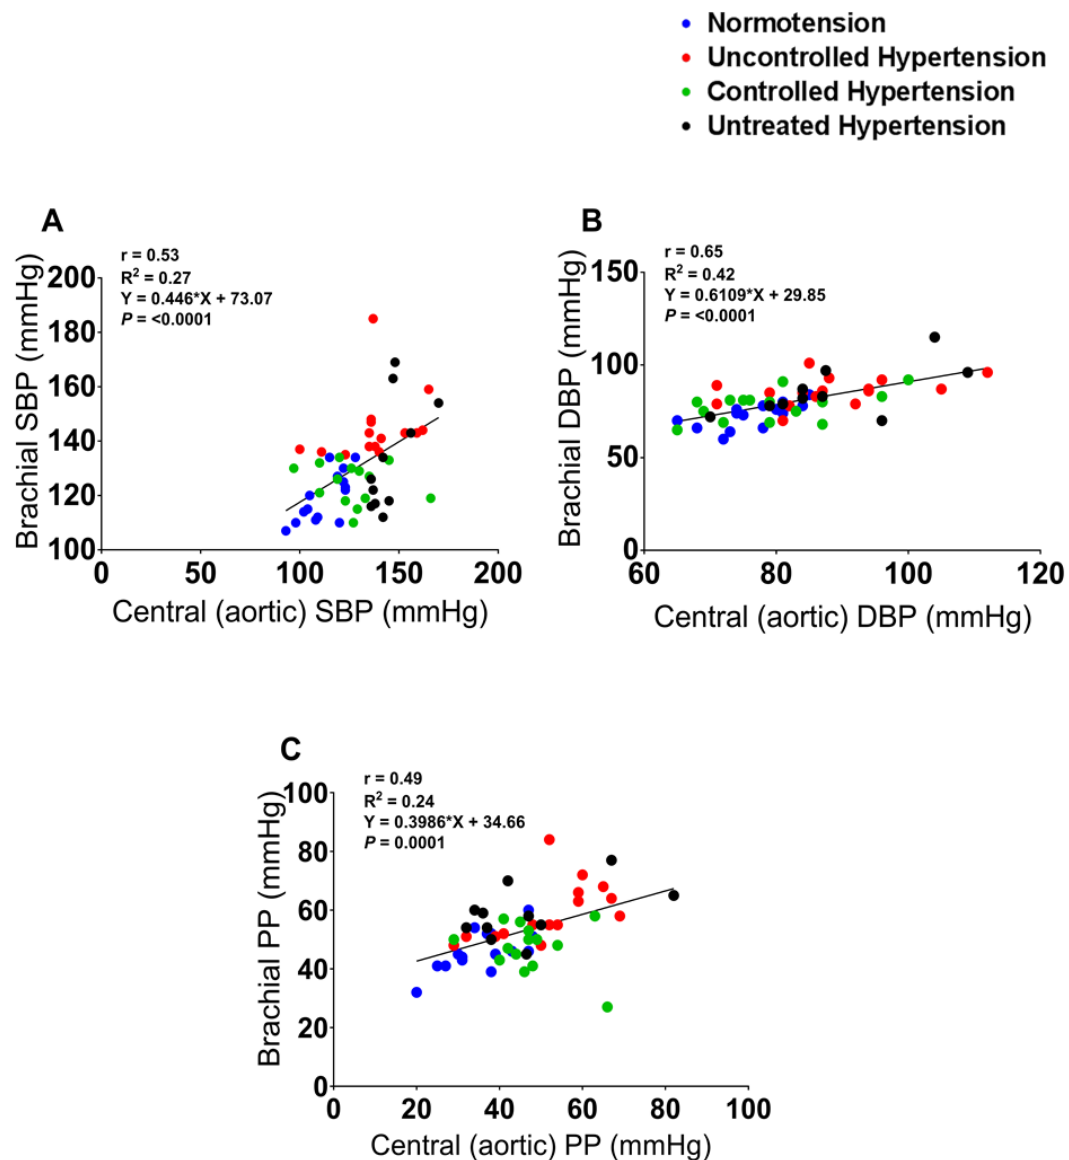 Normotension
Uncontrolled Hypertension
Controlled Hypertension
Untreated Hypertension
A
r = 0.53
R² = 0.27
Y = 0.446*X + 73.07
P = <0.0001
Brachial SBP (mmHg)
200
180
160
140
120
100
0 50 100 150 200
Central (aortic) SBP (mmHg)
B
r = 0.65
R² = 0.42
Y = 0.6109*X + 29.85
P = <0.0001
Brachial DBP (mmHg)
150
100
50
0
60 80 100 120
Central (aortic) DBP (mmHg)
C
r = 0.49
R² = 0.24
Y = 0.3986*X + 34.66
P = 0.0001
Brachial PP (mmHg)
100
80
60
40
20
0
0 20 40 60 80 100
Central (aortic) PP (mmHg)